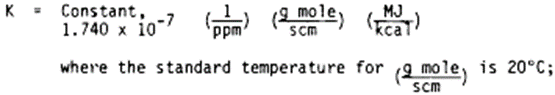 K = Constant,
1.740 x 10-7 (1/ppm) (g mole/scm) (MJ/kcal)
where the standard temperature for (g mole/scm) is 20°C;